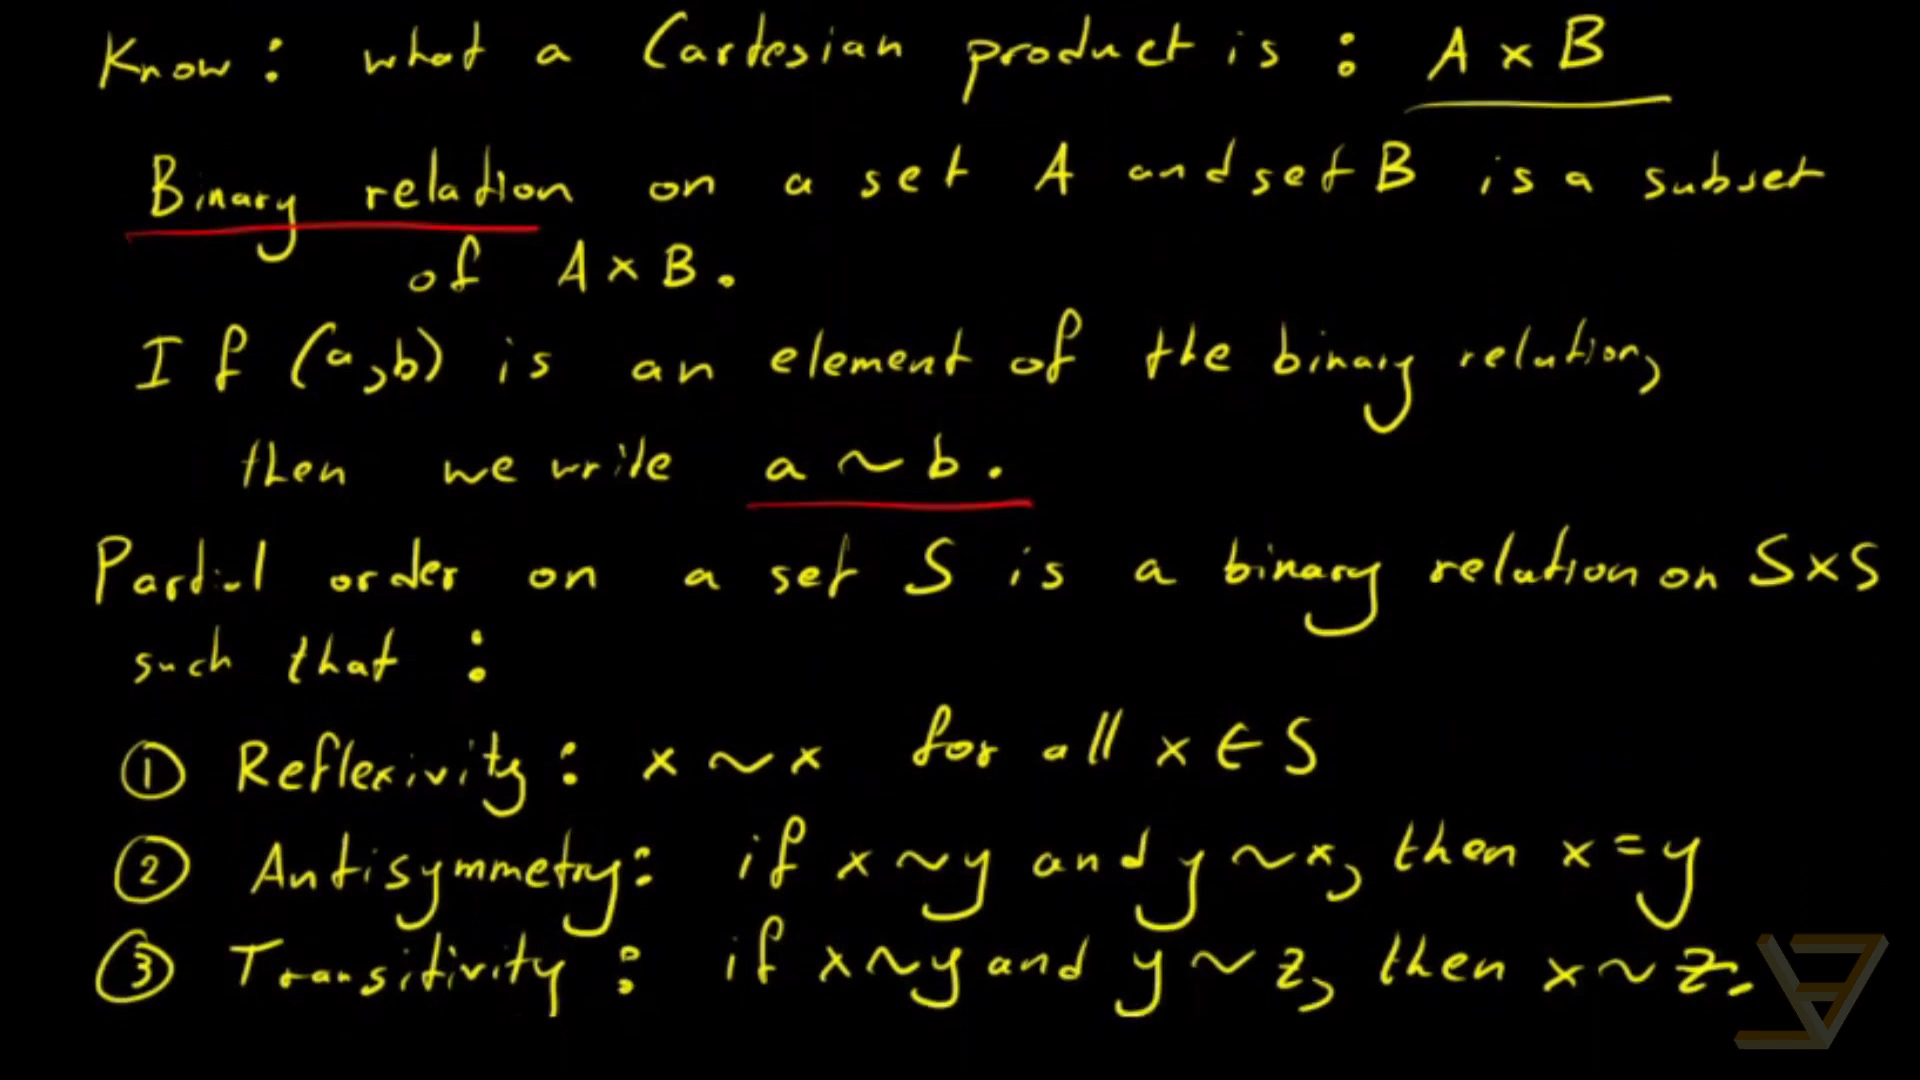 Know: what a Cartesian product is: A × B
Binary relation on a set A and set B is a subset
of A × B.
If (a,b) is an element of the binary relation,
then we write a ~ b.
Partial order on a set S is a binary relation on S×S
such that:
① Reflexivity: x ~ x for all x ∈ S
② Antisymmetry: if x ~ y and y ~ x, then x = y
③ Transitivity: if x ~ y and y ~ z, then x ~ z.